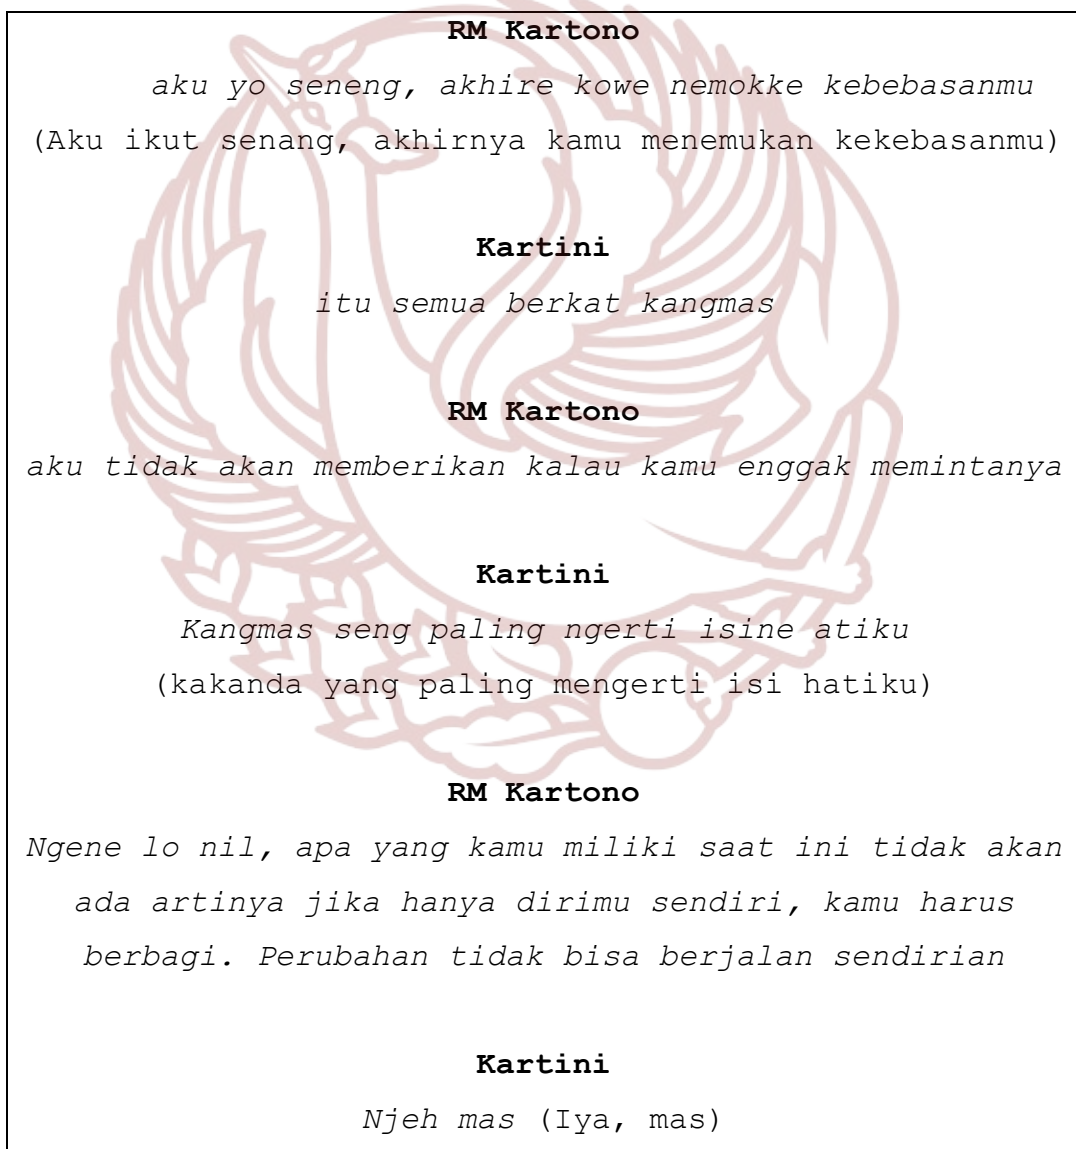 RM Kartono
aku yo seneng, akhire kowe nemokke kebebasanmu
(Aku ikut senang, akhirnya kamu menemukan kekebasanmu)
Kartini
itu semua berkat kangmas
RM Kartono
aku tidak akan memberikan kalau kamu enggak memintanya
Kartini
Kangmas seng paling ngerti isine atiku
(kakanda yang paling mengerti isi hatiku)
RM Kartono
Ngene lo nil, apa yang kamu miliki saat ini tidak akan
ada artinya jika hanya dirimu sendiri, kamu harus
berbagi. Perubahan tidak bisa berjalan sendirian
Kartini
Njeh mas (Iya, mas)